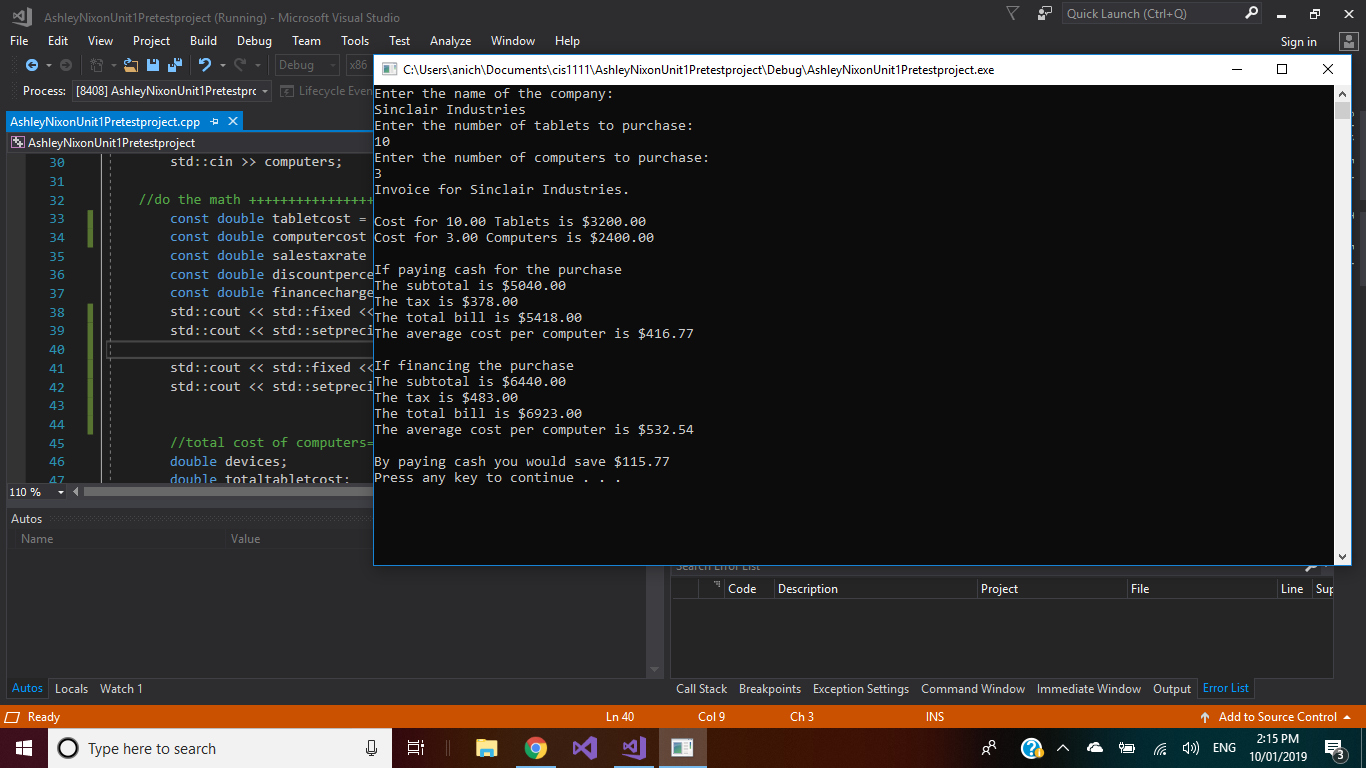 AshleyNixonUnit1Pretestproject (Running) - Microsoft Visual Studio
Quick Launch (Ctrl+Q)
File Edit View Project Build Debug Team Tools Test Analyze Window Help
Sign in
Debug x86
Process: [8408] AshleyNixonUnit1Pretestprc Lifecycle Even
C:\Users\anich\Documents\cis1111\AshleyNixonUnit1Pretestproject\Debug\AshleyNixonUnit1Pretestproject.exe
AshleyNixonUnit1Pretestproject.cpp
AshleyNixonUnit1Pretestproject
30 std::cin >> computers;
31
32 //do the math ++++++++++++++++
33 const double tabletcost =
34 const double computercost
35 const double salestaxrate
36 const double discountperce
37 const double financecharge
38 std::cout << std::fixed <<
39 std::cout << std::setpreci
40
41 std::cout << std::fixed <<
42 std::cout << std::setpreci
43
44
45 //total cost of computers=
46 double devices;
47 double totaltabletcost;
110 %
Enter the name of the company:
Sinclair Industries
Enter the number of tablets to purchase:
10
Enter the number of computers to purchase:
3
Invoice for Sinclair Industries.
Cost for 10.00 Tablets is $3200.00
Cost for 3.00 Computers is $2400.00
If paying cash for the purchase
The subtotal is $5040.00
The tax is $378.00
The total bill is $5418.00
The average cost per computer is $416.77
If financing the purchase
The subtotal is $6440.00
The tax is $483.00
The total bill is $6923.00
The average cost per computer is $532.54
By paying cash you would save $115.77
Press any key to continue . . .
Autos
Name Value
Search Error List
Code Description Project File Line Sup
Autos Locals Watch 1
Call Stack Breakpoints Exception Settings Command Window Immediate Window Output Error List
Ready Ln 40 Col 9 Ch 3 INS Add to Source Control
Type here to search
ENG
2:15 PM
10/01/2019
3